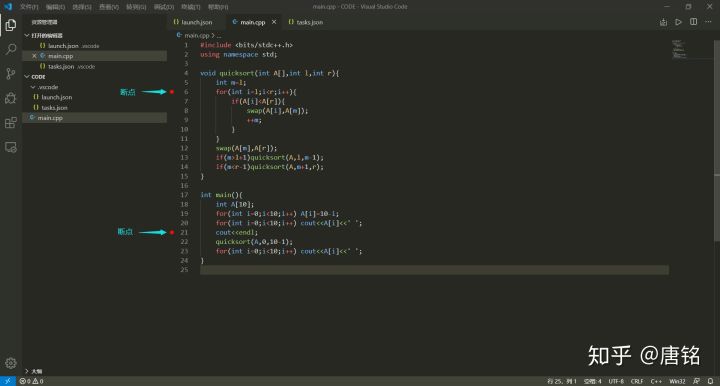 文件(F) 编辑(E) 选择(S) 查看(V) 转到(G) 调试(D) 终端(T) 帮助(H)
main.cpp - CODE - Visual Studio Code
资源管理器
打开的编辑器
launch.json .vscode
main.cpp
tasks.json .vscode
CODE
.vscode
launch.json
tasks.json
main.cpp
大纲
launch.json
main.cpp
tasks.json
main.cpp > ...
1 #include <bits/stdc++.h>
2 using namespace std;
3
4 void quicksort(int A[],int l,int r){
5 int m=l;
断点 6 for(int i=l;i<r;i++){
7 if(A[i]<A[r]){
8 swap(A[i],A[m]);
9 ++m;
10 }
11 }
12 swap(A[m],A[r]);
13 if(m>l+1)quicksort(A,l,m-1);
14 if(m<r-1)quicksort(A,m+1,r);
15 }
16
17 int main(){
18 int A[10];
19 for(int i=0;i<10;i++) A[i]=10-i;
20 for(int i=0;i<10;i++) cout<<A[i]<<' ';
断点 21 cout<<endl;
22 quicksort(A,0,10-1);
23 for(int i=0;i<10;i++) cout<<A[i]<<' ';
24 }
25
知乎 @唐铭
0 0
行 25，列 1 空格: 4 UTF-8 CRLF C++ Win32